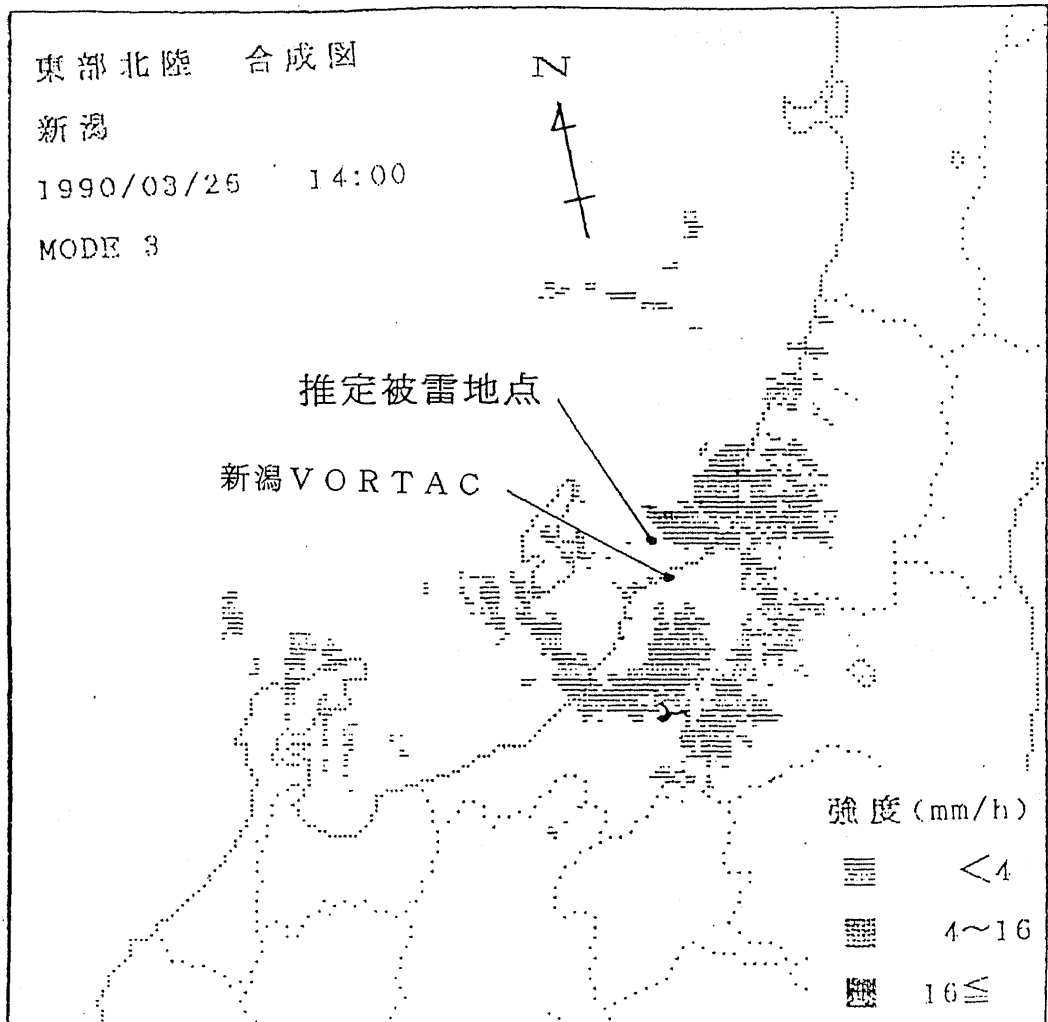 東部北陸 合成図
新潟
1990/03/26 14:00
MODE 3
N
推定被雷地点
新潟VORTAC
強度(mm/h)
<4
4~16
16≦